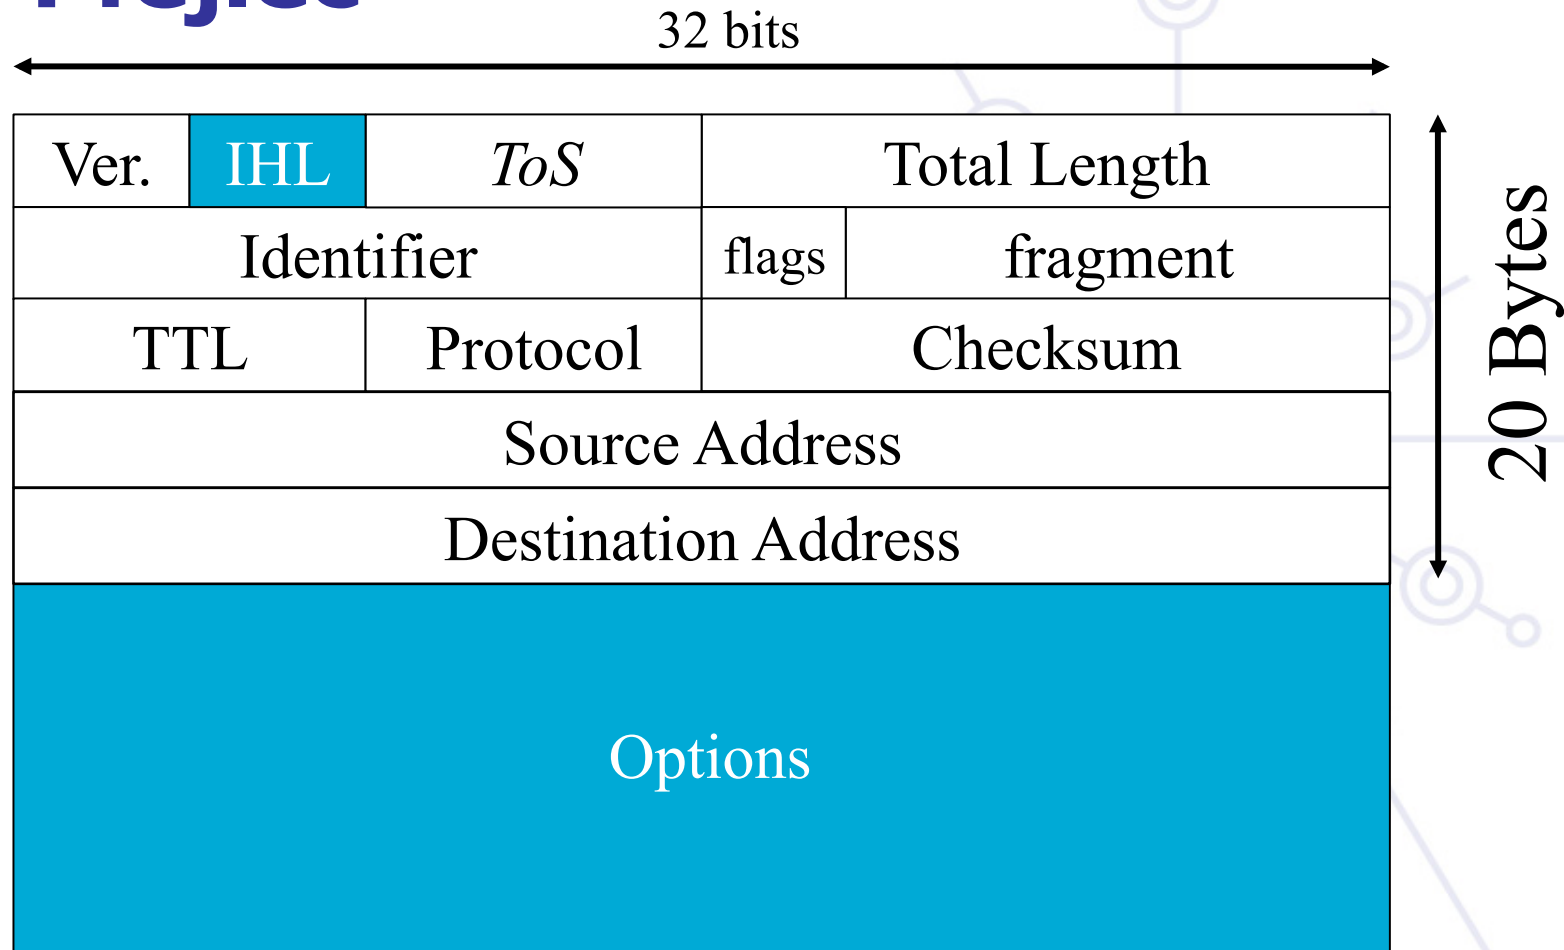 32 bits
Ver. IHL ToS Total Length
Identifier flags fragment
TTL Protocol Checksum
Source Address
Destination Address
Options
20 Bytes